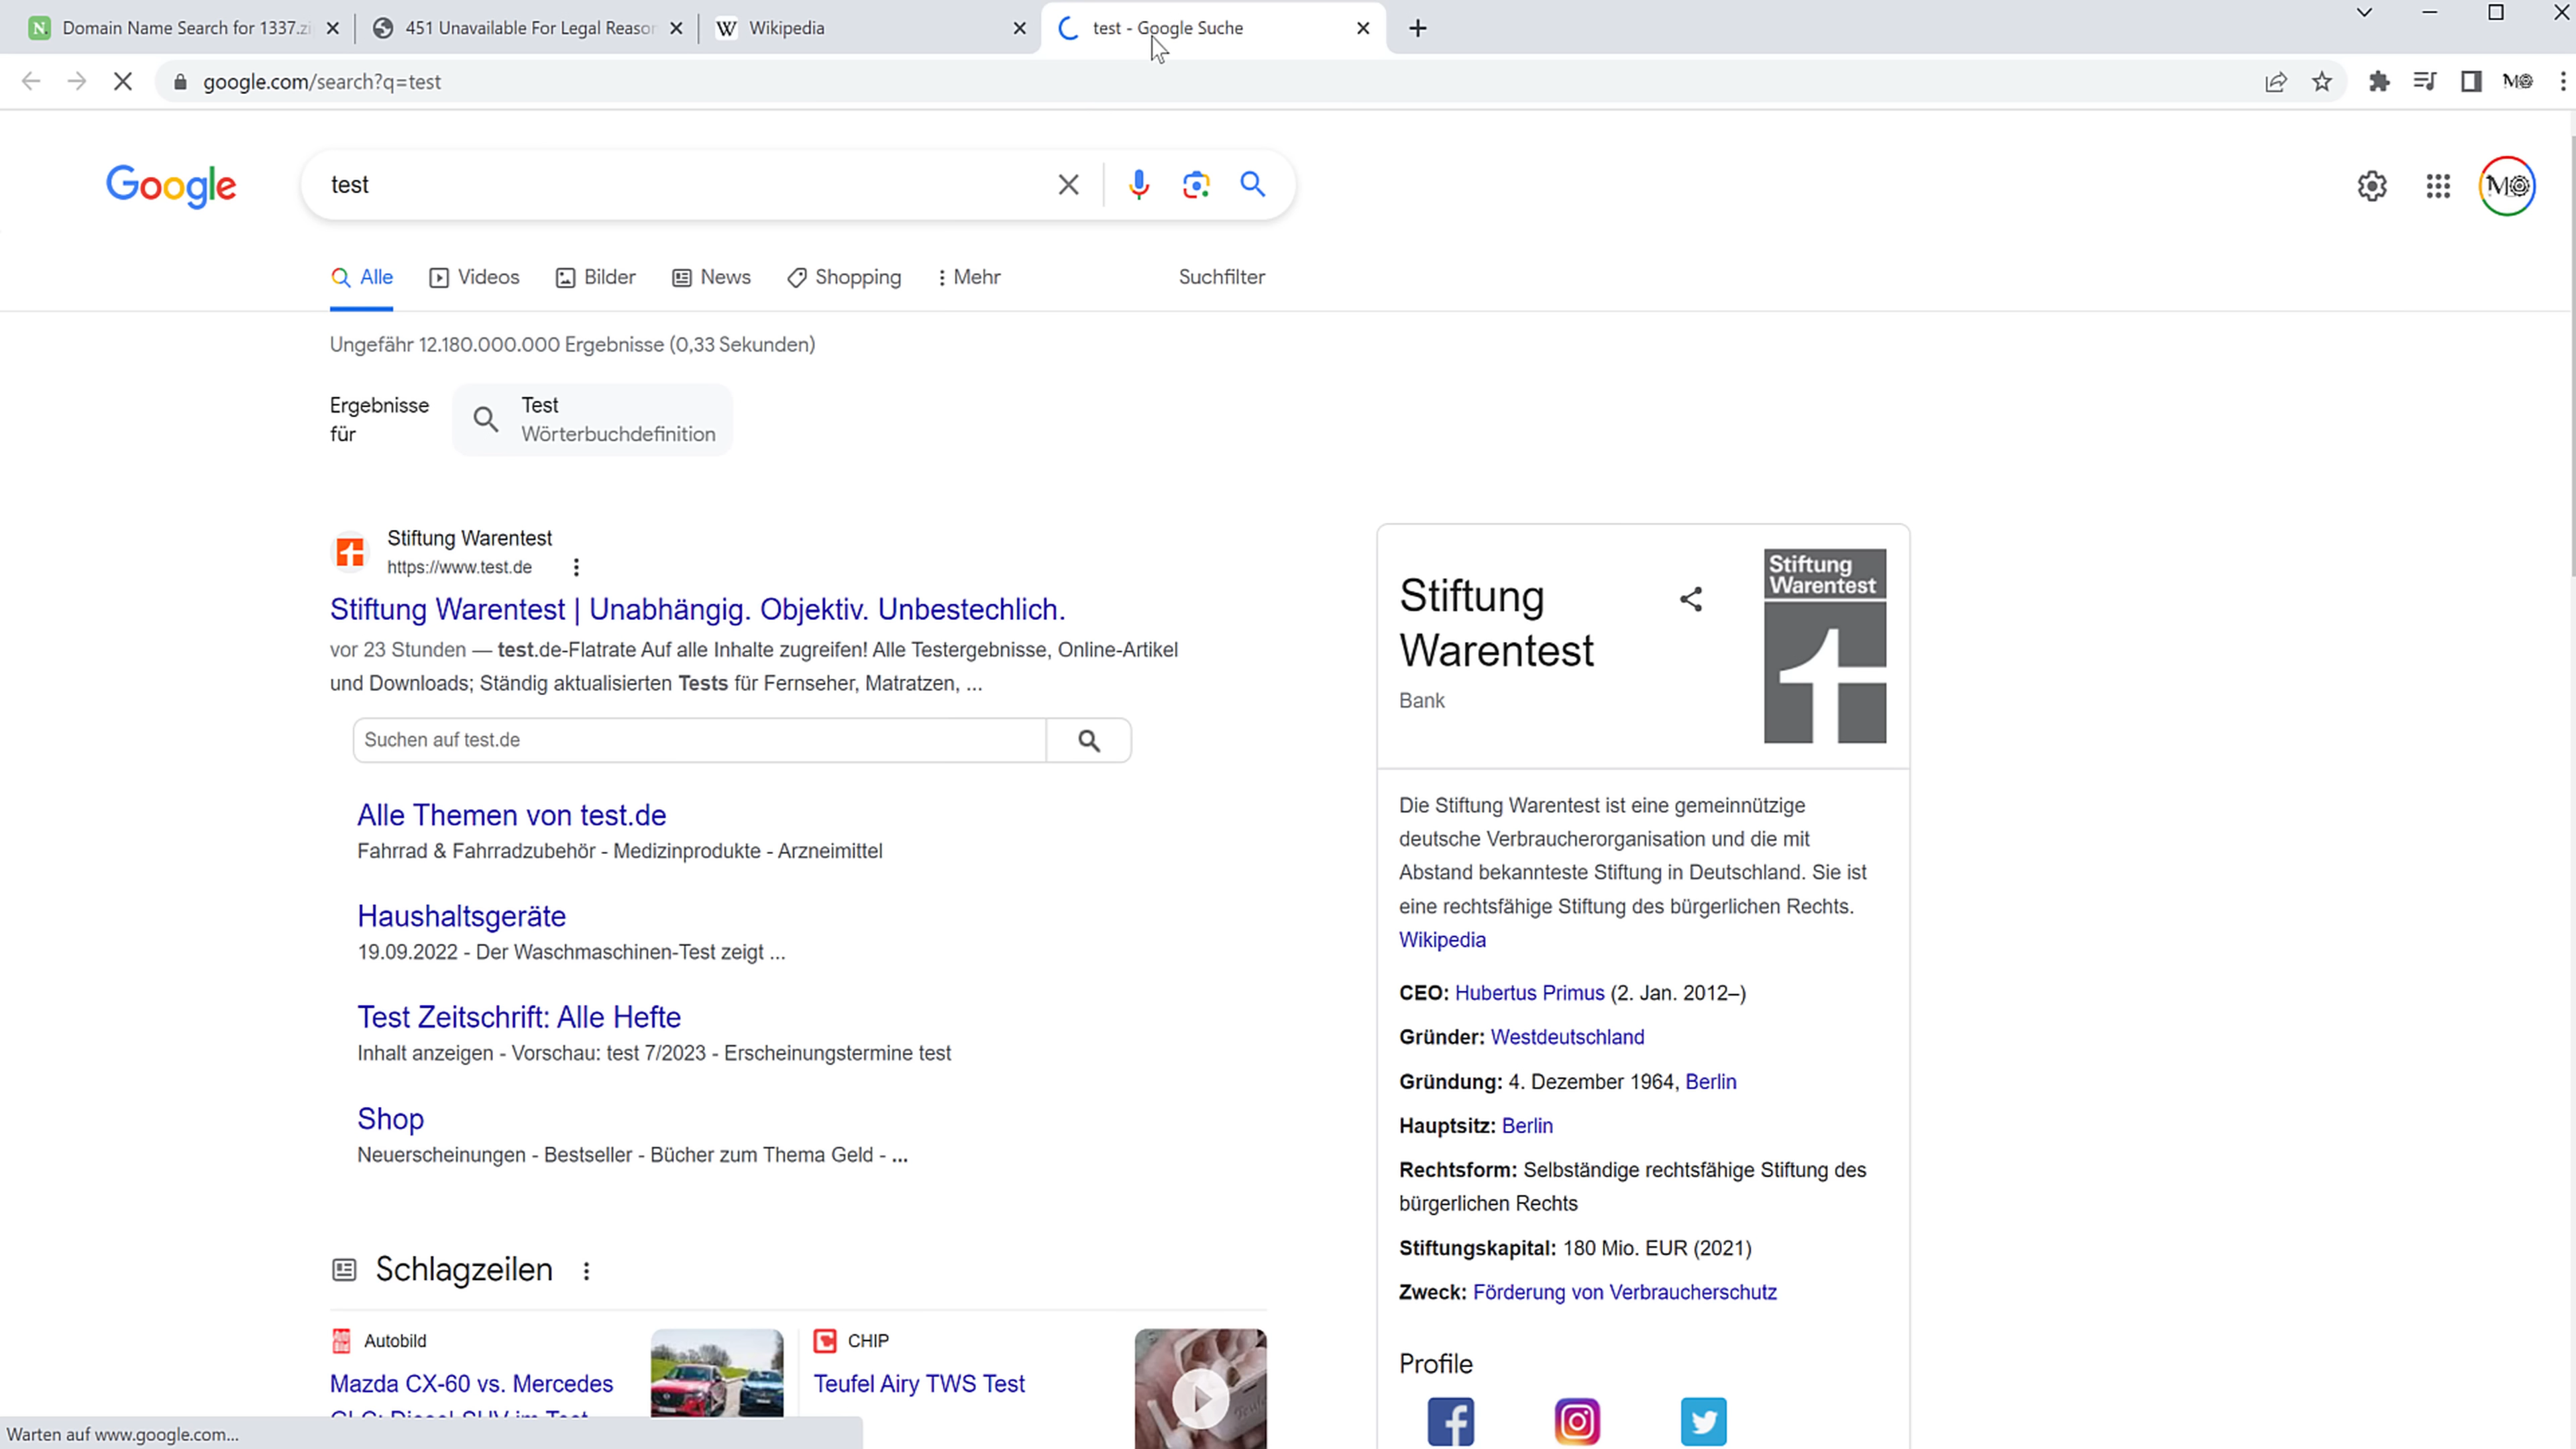 Domain Name Search for 1337.zi
451 Unavailable For Legal Reason
Wikipedia
test - Google Suche
google.com/search?q=test
Google
test
Alle
Videos
Bilder
News
Shopping
Mehr
Suchfilter
Ungefähr 12.180.000.000 Ergebnisse (0,33 Sekunden)
Ergebnisse
für
Test
Wörterbuchdefinition
Stiftung Warentest
https://www.test.de
Stiftung Warentest | Unabhängig. Objektiv. Unbestechlich.
vor 23 Stunden — test.de-Flatrate Auf alle Inhalte zugreifen! Alle Testergebnisse, Online-Artikel
und Downloads; Ständig aktualisierten Tests für Fernseher, Matratzen, ...
Suchen auf test.de
Alle Themen von test.de
Fahrrad & Fahrradzubehör - Medizinprodukte - Arzneimittel
Haushaltsgeräte
19.09.2022 - Der Waschmaschinen-Test zeigt ...
Test Zeitschrift: Alle Hefte
Inhalt anzeigen - Vorschau: test 7/2023 - Erscheinungstermine test
Shop
Neuerscheinungen - Bestseller - Bücher zum Thema Geld - ...
Schlagzeilen
Autobild
Mazda CX-60 vs. Mercedes
GLC: Diesel-SUV im Test
CHIP
Teufel Airy TWS Test
Stiftung
Warentest
Bank
Stiftung
Warentest
Die Stiftung Warentest ist eine gemeinnützige
deutsche Verbraucherorganisation und die mit
Abstand bekannteste Stiftung in Deutschland. Sie ist
eine rechtsfähige Stiftung des bürgerlichen Rechts.
Wikipedia
CEO: Hubertus Primus (2. Jan. 2012–)
Gründer: Westdeutschland
Gründung: 4. Dezember 1964, Berlin
Hauptsitz: Berlin
Rechtsform: Selbständige rechtsfähige Stiftung des
bürgerlichen Rechts
Stiftungskapital: 180 Mio. EUR (2021)
Zweck: Förderung von Verbraucherschutz
Profile
Warten auf www.google.com...